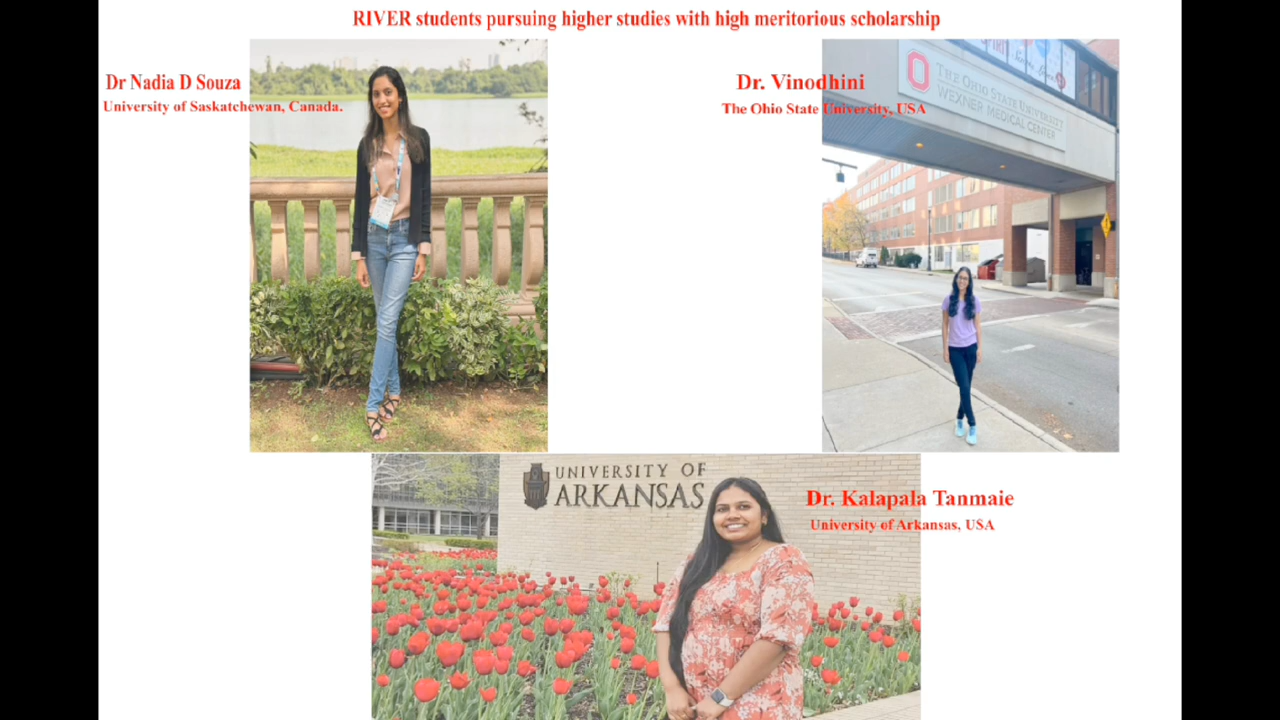 RIVER students pursuing higher studies with high meritorious scholarship
Dr Nadia D Souza
University of Saskatchewan, Canada.
Dr. Vinodhini
The Ohio State University, USA
THE OHIO STATE UNIVERSITY
WEXNER MEDICAL CENTER
UNIVERSITY OF
ARKANSAS
Dr. Kalapala Tanmaie
University of Arkansas, USA